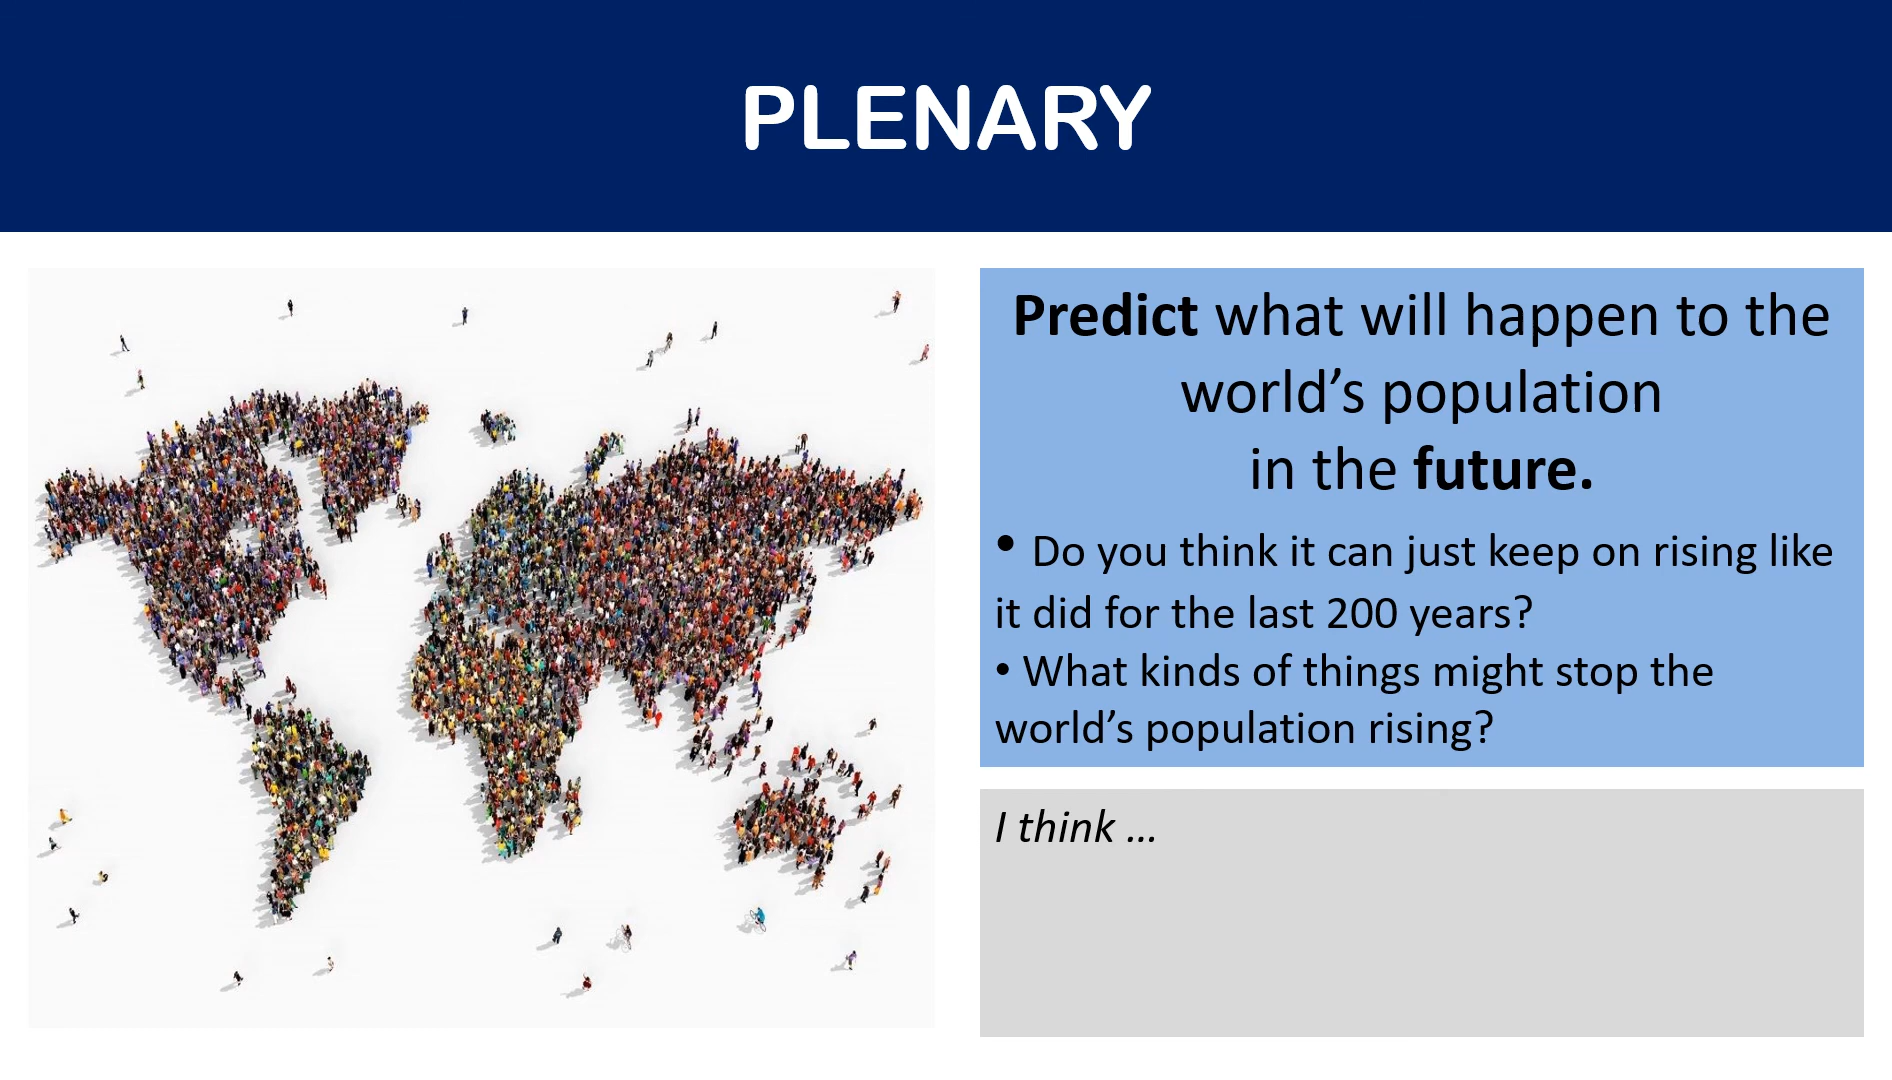 PLENARY
Predict what will happen to the
world’s population
in the future.
• Do you think it can just keep on rising like
it did for the last 200 years?
• What kinds of things might stop the
world’s population rising?
I think …